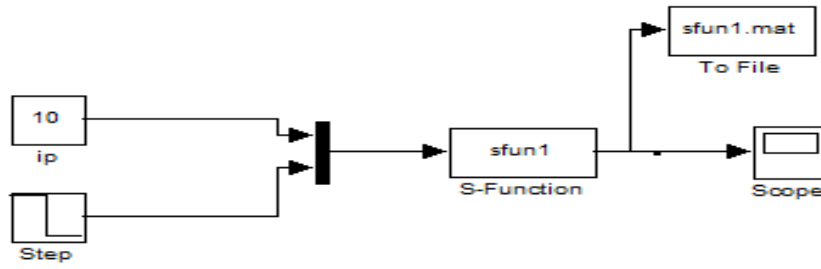 sfun1.mat
To File
10
ip
sfun1
S-Function
Scope
Step